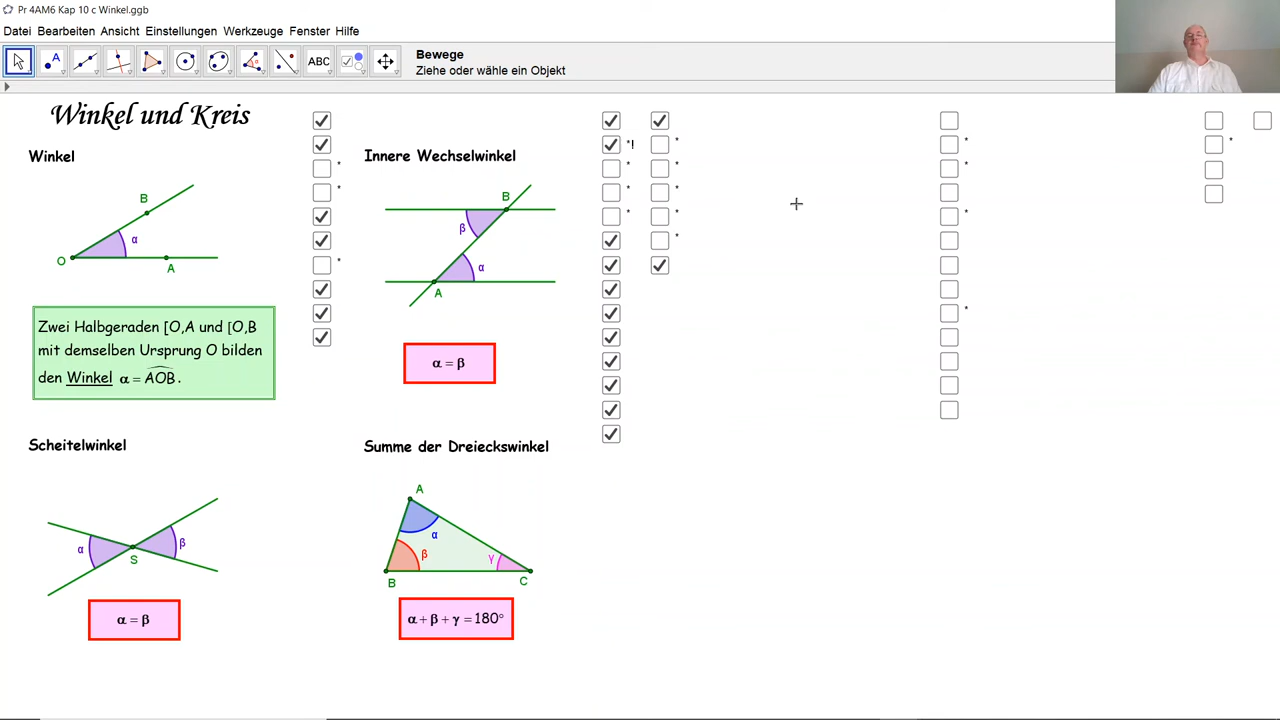 Pr 4AM6 Kap 10 c Winkel.ggb
Datei Bearbeiten Ansicht Einstellungen Werkzeuge Fenster Hilfe
A
ABC
Bewege
Ziehe oder wähle ein Objekt
Winkel und Kreis
Winkel
B
α
O
A
Zwei Halbgeraden [O,A und [O,B
mit demselben Ursprung O bilden
den Winkel α = AOB.
Scheitelwinkel
α
β
S
α = β
Innere Wechselwinkel
B
β
α
A
α = β
Summe der Dreieckswinkel
A
α
β
γ
B
C
α + β + γ = 180°
*
*
*
*!
*
*
*
*
*
*
*
*
*
*
*
*
*